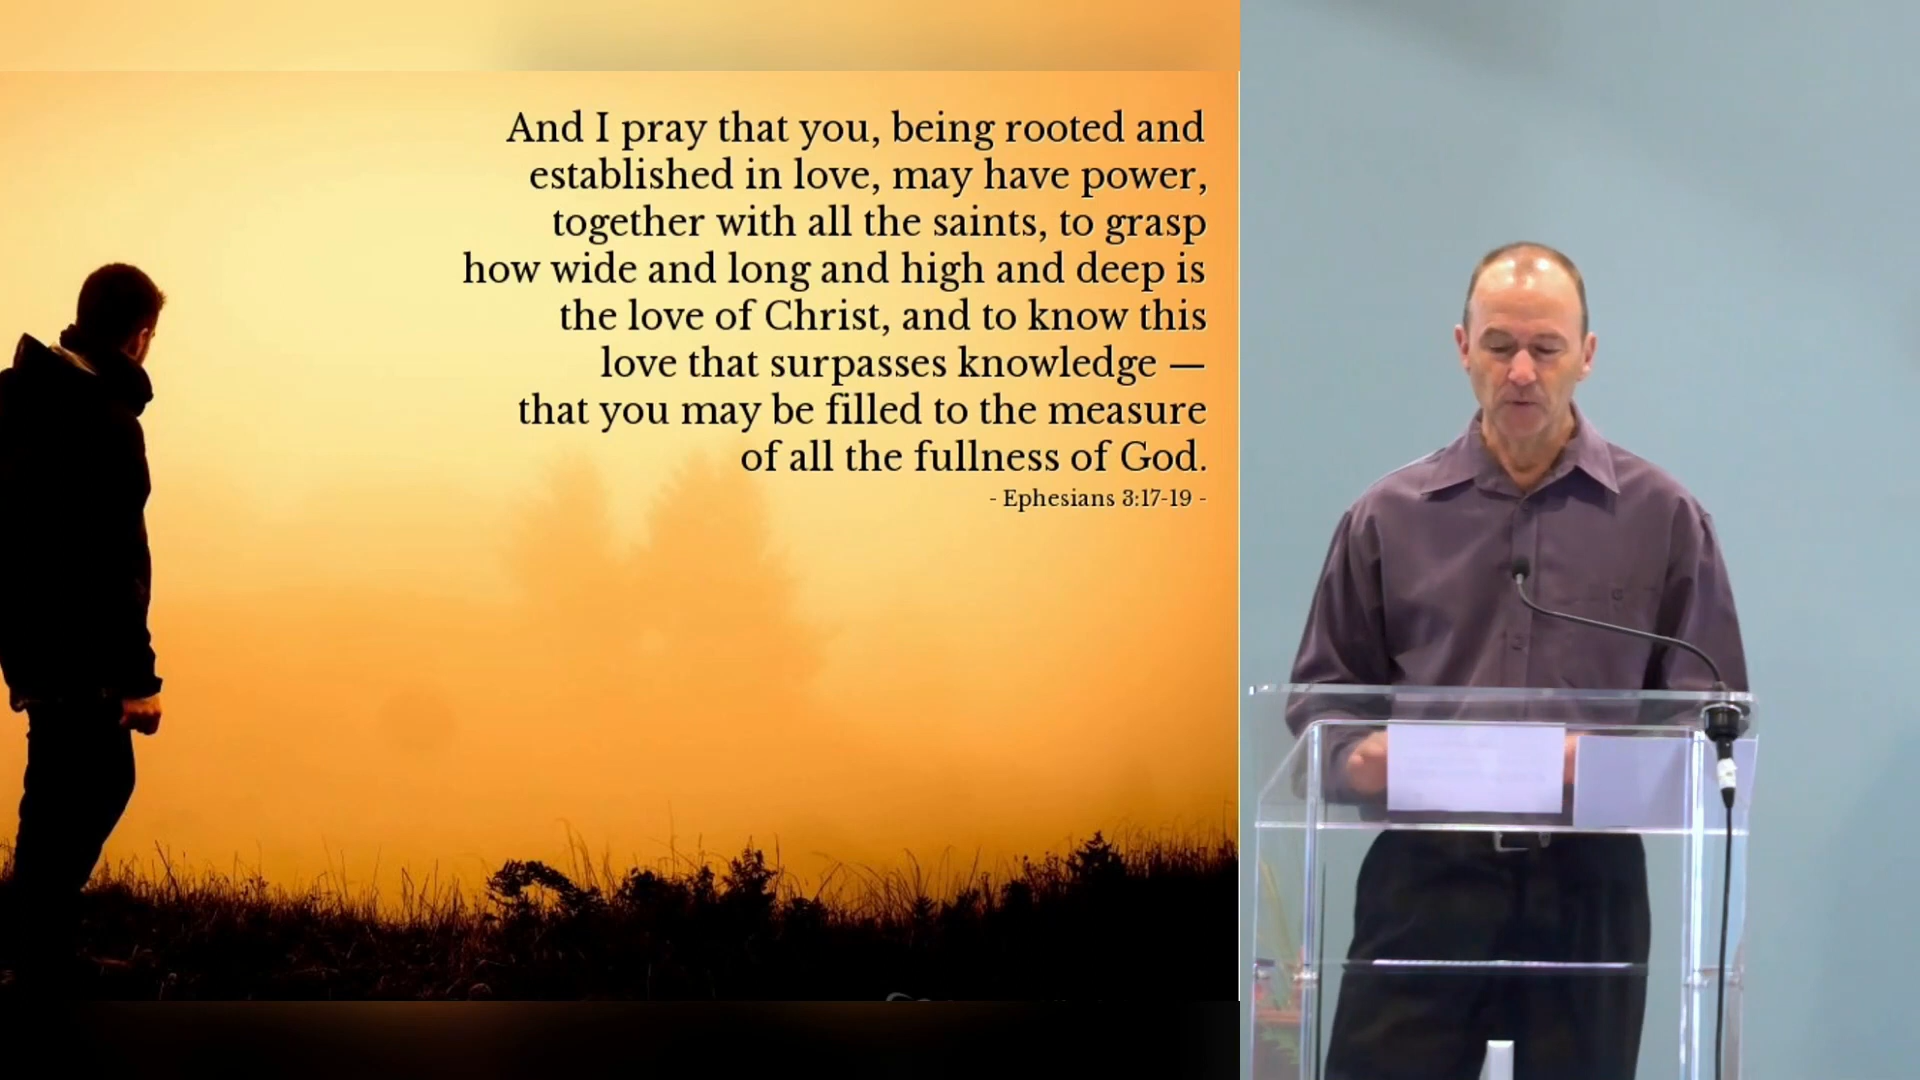 And I pray that you, being rooted and
established in love, may have power,
together with all the saints, to grasp
how wide and long and high and deep is
the love of Christ, and to know this
love that surpasses knowledge —
that you may be filled to the measure
of all the fullness of God.
- Ephesians 3:17-19 -